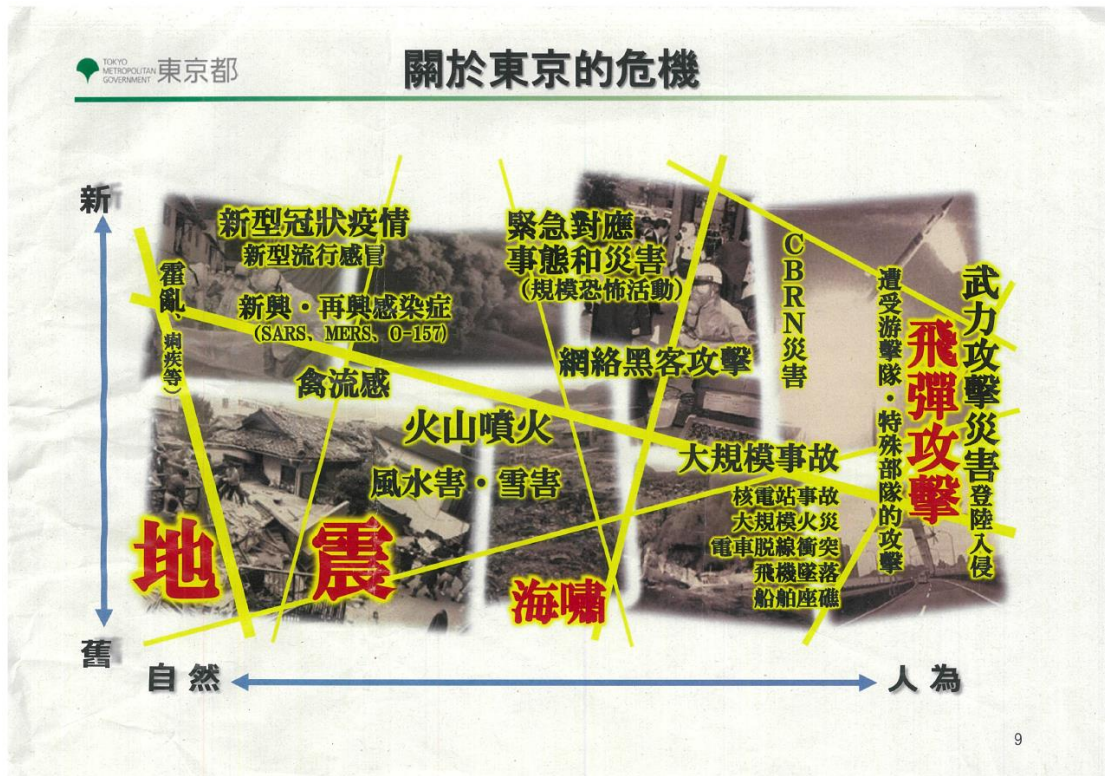 TOKYO
METROPOLITAN
GOVERNMENT
東京都
關於東京的危機
新
舊
自然
人為
新型冠狀疫情
新型流行感冒
霍亂、痢疾等)
新興・再興感染症
(SARS、MERS、O-157)
禽流感
火山噴火
風水害・雪害
地震
海嘯
緊急對應
事態和災害
(規模恐怖活動)
網絡黑客攻擊
CBRN災害
大規模事故
核電站事故
大規模火災
電車脱線衝突
飛機墜落
船舶座礁
遭受游擊隊・特殊部隊的攻擊
飛彈攻擊
武力攻擊災害登陸入侵
9